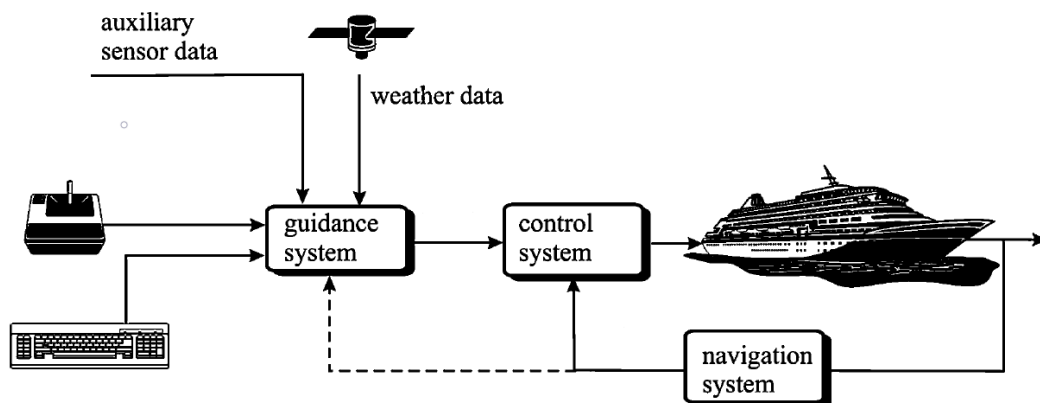 auxiliary
sensor data
weather data
guidance
system
control
system
navigation
system